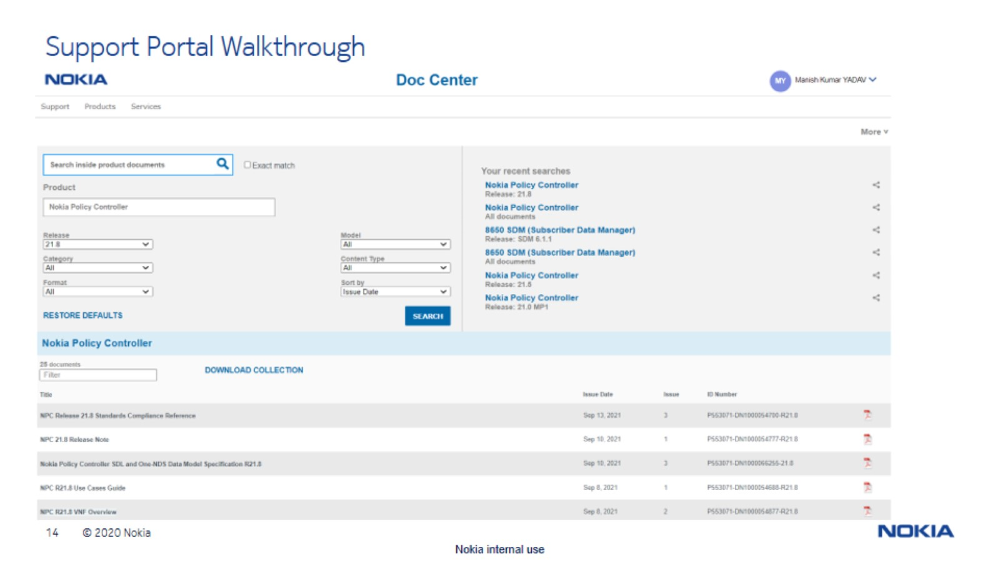 Support Portal Walkthrough
NOKIA
Doc Center
MY Manish Kumar YADAV
Support Products Services
More
Search inside product documents
Exact match
Product
Nokia Policy Controller
Release
21.8
Model
All
Category
All
Content Type
All
Format
All
Sort by
Issue Date
RESTORE DEFAULTS
SEARCH
Your recent searches
Nokia Policy Controller
Release: 21.8
Nokia Policy Controller
All documents
8650 SDM (Subscriber Data Manager)
Release: SDM 6.1.1
8650 SDM (Subscriber Data Manager)
All documents
Nokia Policy Controller
Release: 21.5
Nokia Policy Controller
Release: 21.0 MP1
Nokia Policy Controller
25 documents
Filter
DOWNLOAD COLLECTION
Title Issue Date Issue ID Number
NPC Release 21.8 Standards Compliance Reference Sep 13, 2021 3 P553071-DN1000054700-R21.8
NPC 21.8 Release Note Sep 10, 2021 1 P553071-DN1000054777-R21.8
Nokia Policy Controller SDL and One-NDS Data Model Specification R21.8 Sep 10, 2021 3 P553071-DN1000066255-21.8
NPC R21.8 Use Cases Guide Sep 8, 2021 1 P553071-DN1000054688-R21.8
NPC R21.8 VNF Overview Sep 8, 2021 2 P553071-DN1000054877-R21.8
14 © 2020 Nokia
NOKIA
Nokia internal use